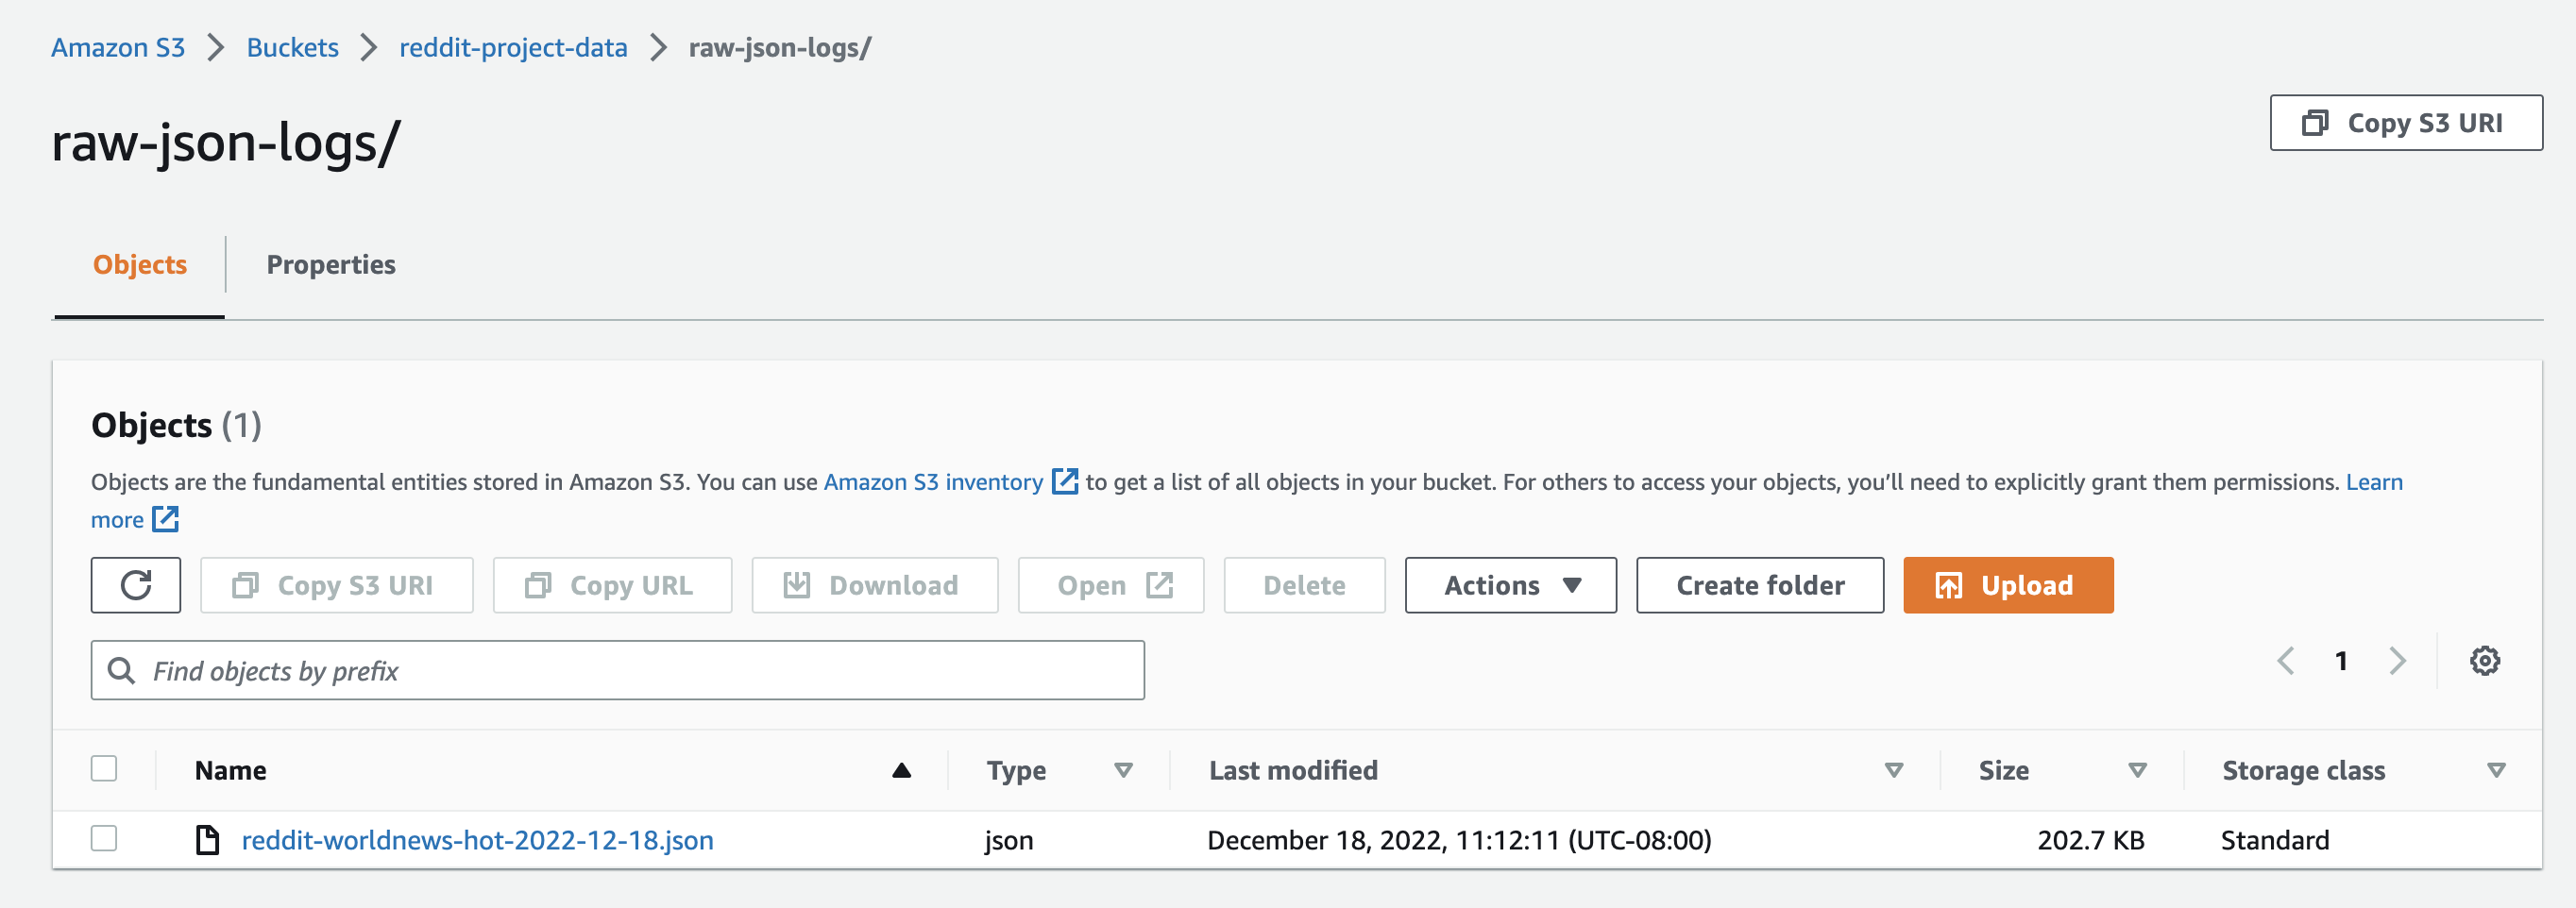 Amazon S3 > Buckets > reddit-project-data > raw-json-logs/
raw-json-logs/
Copy S3 URI
Objects
Properties
Objects (1)
Objects are the fundamental entities stored in Amazon S3. You can use Amazon S3 inventory to get a list of all objects in your bucket. For others to access your objects, you’ll need to explicitly grant them permissions. Learn
more
Copy S3 URI Copy URL Download Open Delete Actions Create folder Upload
Find objects by prefix
1
Name Type Last modified Size Storage class
reddit-worldnews-hot-2022-12-18.json json December 18, 2022, 11:12:11 (UTC-08:00) 202.7 KB Standard